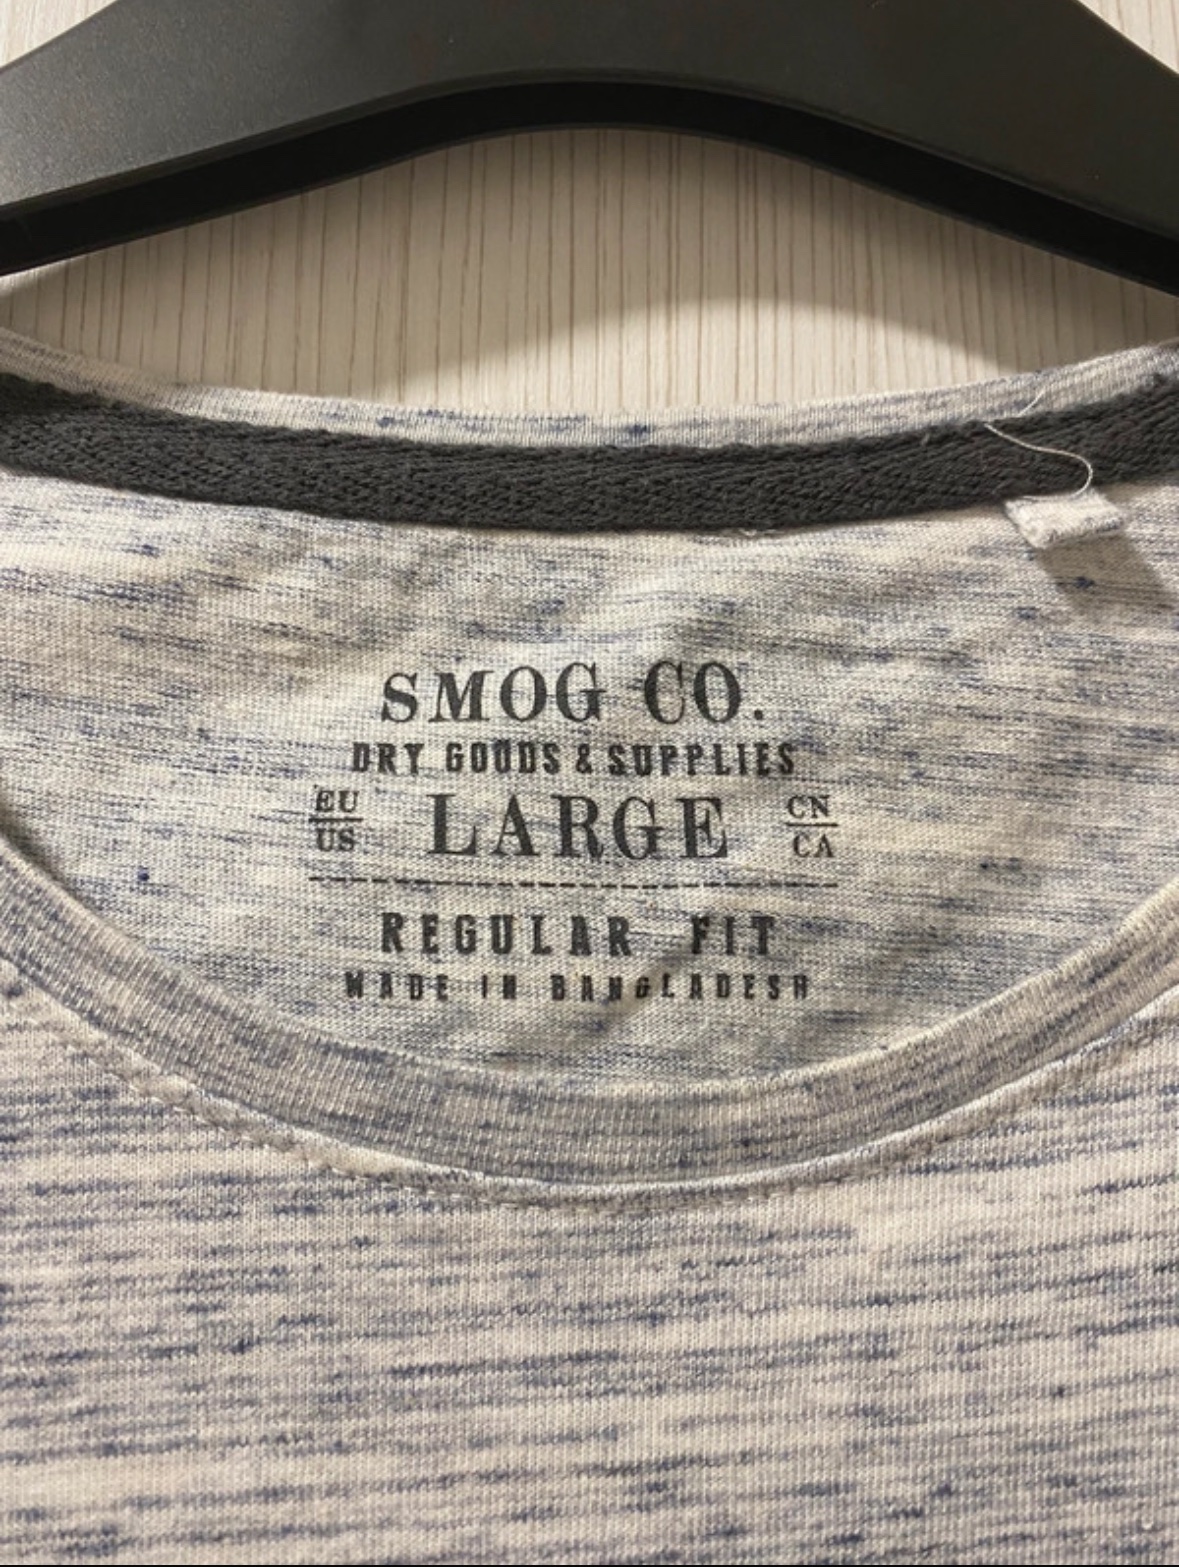 SMOG CO.
DRY GOODS & SUPPLIES
EU
US
LARGE
CN
CA
REGULAR FIT
MADE IN BANGLADESH